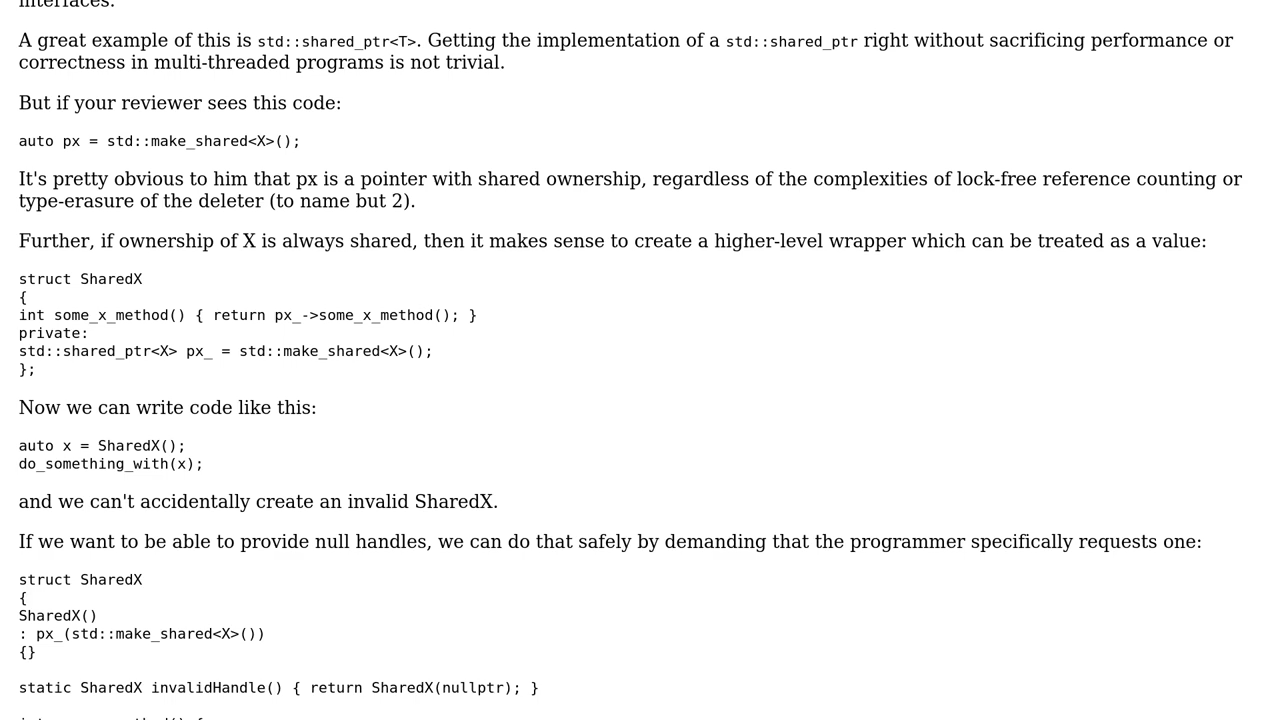 interfaces.
A great example of this is std::shared_ptr<T>. Getting the implementation of a std::shared_ptr right without sacrificing performance or
correctness in multi-threaded programs is not trivial.
But if your reviewer sees this code:
auto px = std::make_shared<X>();
It's pretty obvious to him that px is a pointer with shared ownership, regardless of the complexities of lock-free reference counting or
type-erasure of the deleter (to name but 2).
Further, if ownership of X is always shared, then it makes sense to create a higher-level wrapper which can be treated as a value:
struct SharedX
{
int some_x_method() { return px_->some_x_method(); }
private:
std::shared_ptr<X> px_ = std::make_shared<X>();
};
Now we can write code like this:
auto x = SharedX();
do_something_with(x);
and we can't accidentally create an invalid SharedX.
If we want to be able to provide null handles, we can do that safely by demanding that the programmer specifically requests one:
struct SharedX
{
SharedX()
: px_(std::make_shared<X>())
{}
static SharedX invalidHandle() { return SharedX(nullptr); }